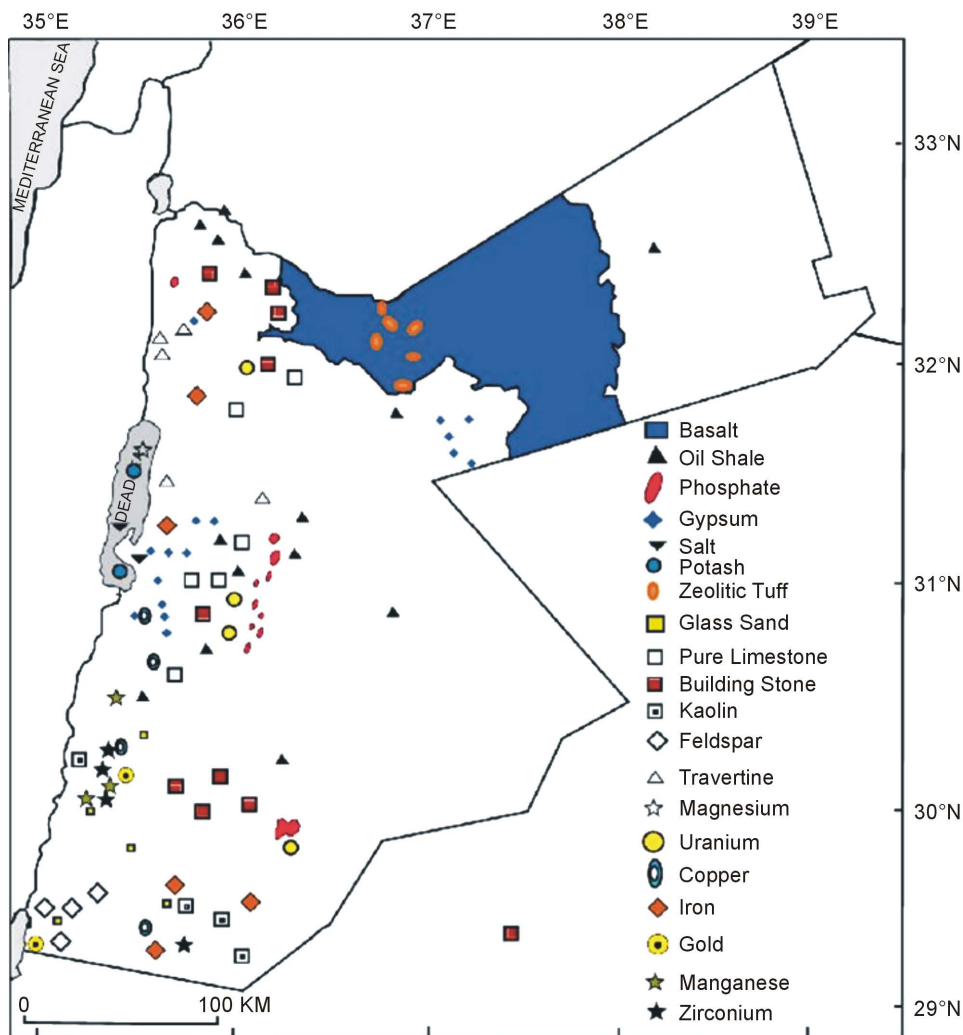 35°E 36°E 37°E 38°E 39°E
MEDITERRANEAN SEA
33°N
32°N
DEAD
31°N
30°N
29°N
Basalt
Oil Shale
Phosphate
Gypsum
Salt
Potash
Zeolitic Tuff
Glass Sand
Pure Limestone
Building Stone
Kaolin
Feldspar
Travertine
Magnesium
Uranium
Copper
Iron
Gold
Manganese
Zirconium
0 100 KM